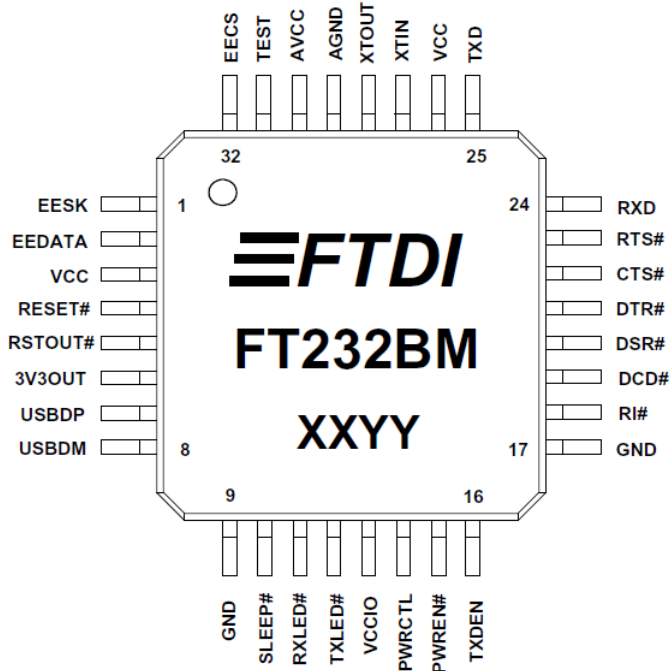 EECS
TEST
AVCC
AGND
XTOUT
XTIN
VCC
TXD
32
25
EESK
1
24
RXD
EEDATA
RTS#
VCC
CTS#
RESET#
DTR#
RSTOUT#
DSR#
3V3OUT
DCD#
USBDP
RI#
USBDM
8
17
GND
FTDI
FT232BM
XXYY
9
16
GND
SLEEP#
RXLED#
TXLED#
VCCIO
PWRCTL
PWREN#
TXDEN